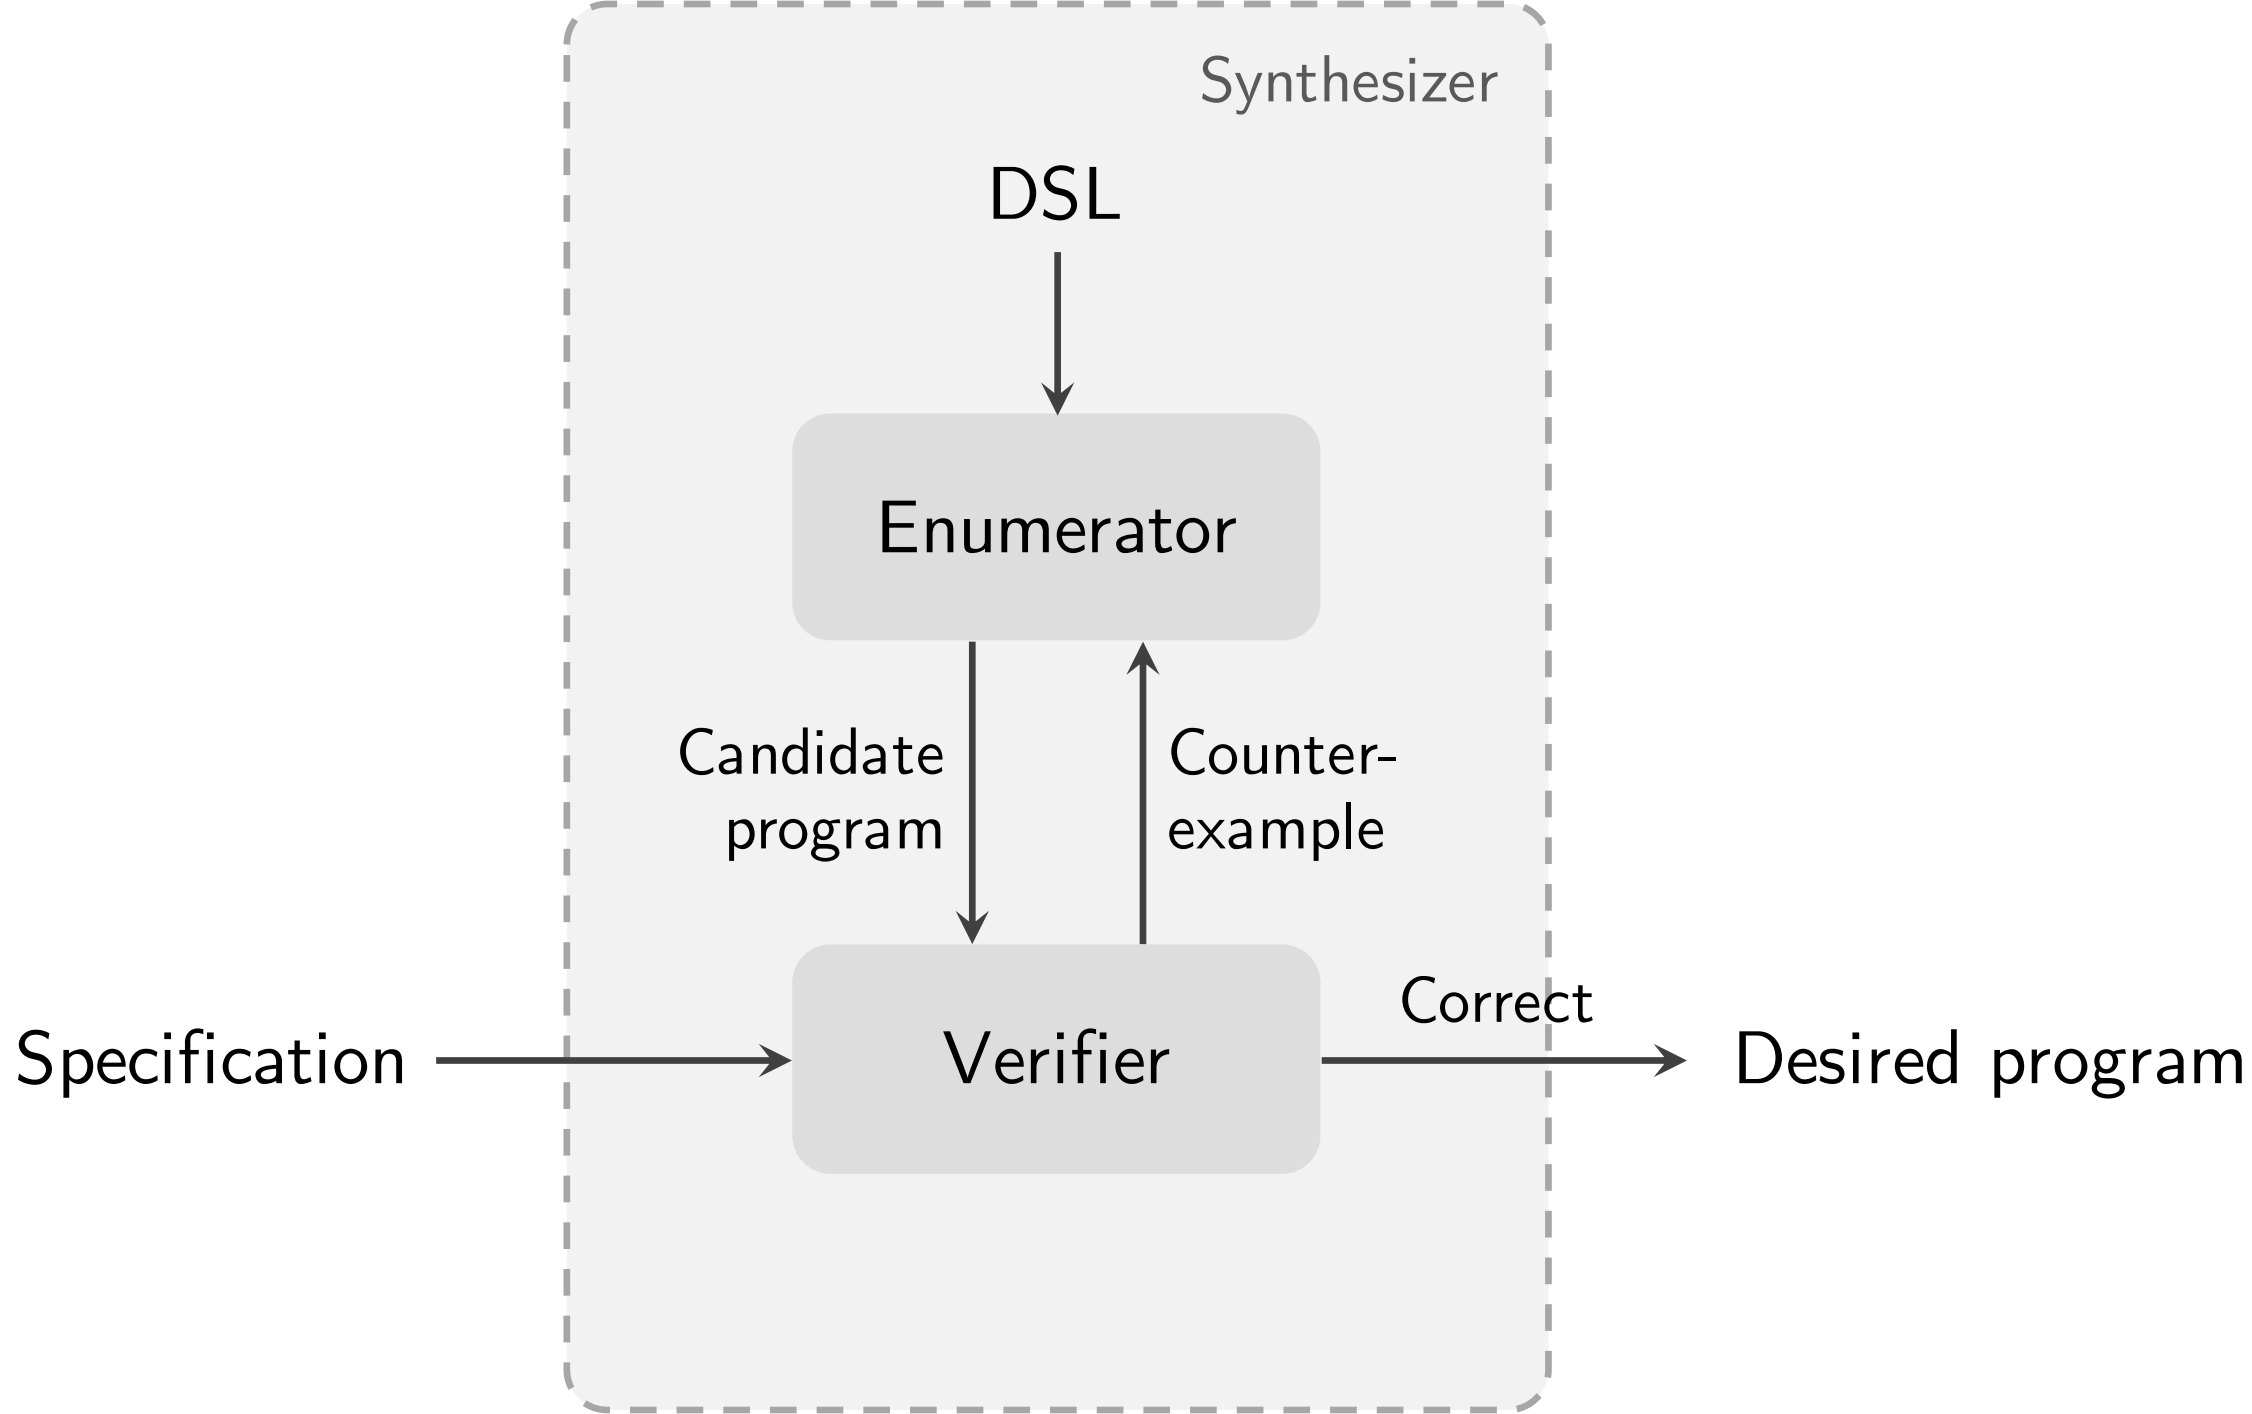 Synthesizer
DSL
Enumerator
Candidate
program
Counter-
example
Specification
Verifier
Correct
Desired program